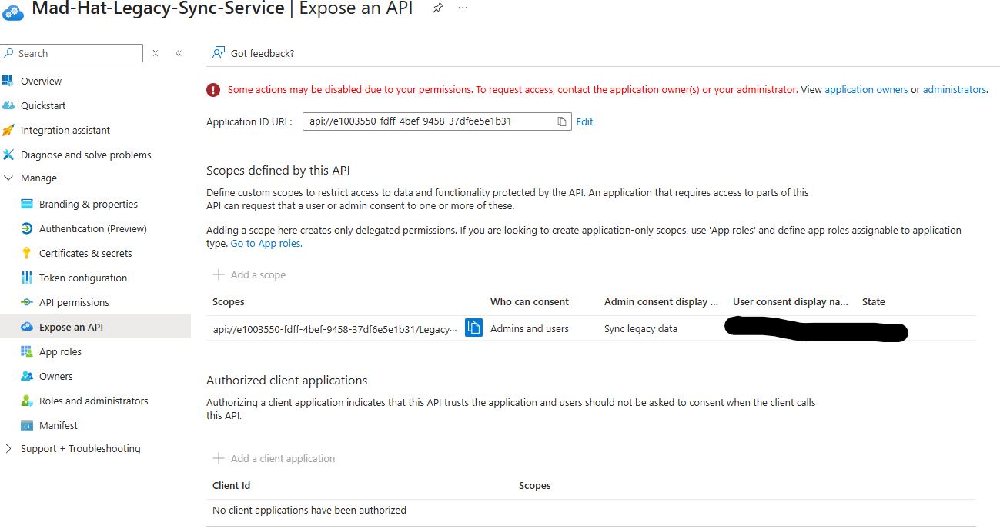 Mad-Hat-Legacy-Sync-Service | Expose an API
Search
Got feedback?
Overview
Quickstart
Integration assistant
Diagnose and solve problems
Manage
Branding & properties
Authentication (Preview)
Certificates & secrets
Token configuration
API permissions
Expose an API
App roles
Owners
Roles and administrators
Manifest
Support + Troubleshooting
Some actions may be disabled due to your permissions. To request access, contact the application owner(s) or your administrator. View application owners or administrators.
Application ID URI : api://e1003550-fdff-4bef-9458-37df6e5e1b31 Edit
Scopes defined by this API
Define custom scopes to restrict access to data and functionality protected by the API. An application that requires access to parts of this
API can request that a user or admin consent to one or more of these.
Adding a scope here creates only delegated permissions. If you are looking to create application-only scopes, use 'App roles' and define app roles assignable to application
type. Go to App roles.
Add a scope
Scopes Who can consent Admin consent display ... User consent display na... State
api://e1003550-fdff-4bef-9458-37df6e5e1b31/Legacy... Admins and users Sync legacy data
Authorized client applications
Authorizing a client application indicates that this API trusts the application and users should not be asked to consent when the client calls
this API.
Add a client application
Client Id Scopes
No client applications have been authorized